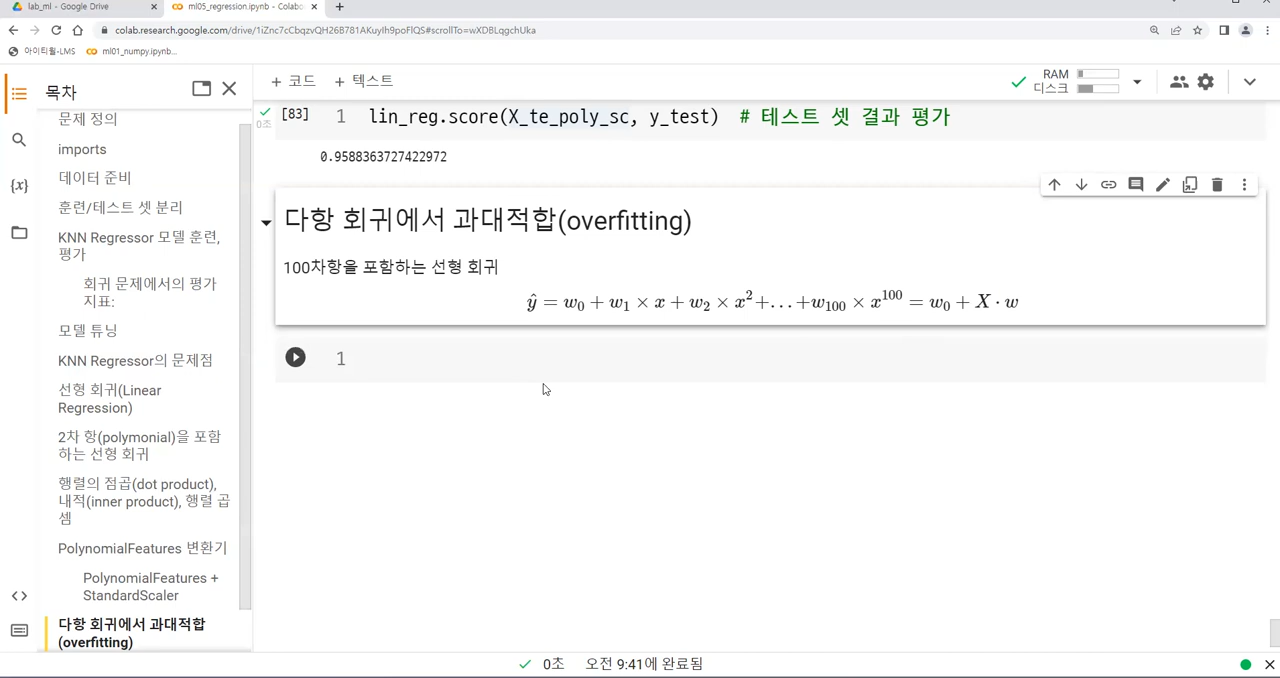 lab_ml - Google Drive
ml05_regression.ipynb - Colabo
colab.research.google.com/drive/1iZnc7cCbqzvQH26B781AKuyIh9poFlQS#scrollTo=wXDBLqgchUka
아이티윌-LMS
ml01_numpy.ipynb...
목차
+ 코드 + 텍스트
RAM
디스크
문제 정의
imports
데이터 준비
훈련/테스트 셋 분리
KNN Regressor 모델 훈련,
평가
회귀 문제에서의 평가
지표:
모델 튜닝
KNN Regressor의 문제점
선형 회귀(Linear
Regression)
2차 항(polymonial)을 포함
하는 선형 회귀
행렬의 점곱(dot product),
내적(inner product), 행렬 곱
셈
PolynomialFeatures 변환기
PolynomialFeatures +
StandardScaler
다항 회귀에서 과대적합
(overfitting)
0초
[83] 1 lin_reg.score(X_te_poly_sc, y_test) # 테스트 셋 결과 평가
0.9588363727422972
다항 회귀에서 과대적합(overfitting)
100차항을 포함하는 선형 회귀
ŷ = w₀ + w₁ × x + w₂ × x² +...+ w₁₀₀ × x¹⁰⁰ = w₀ + X · w
1
0초 오전 9:41에 완료됨